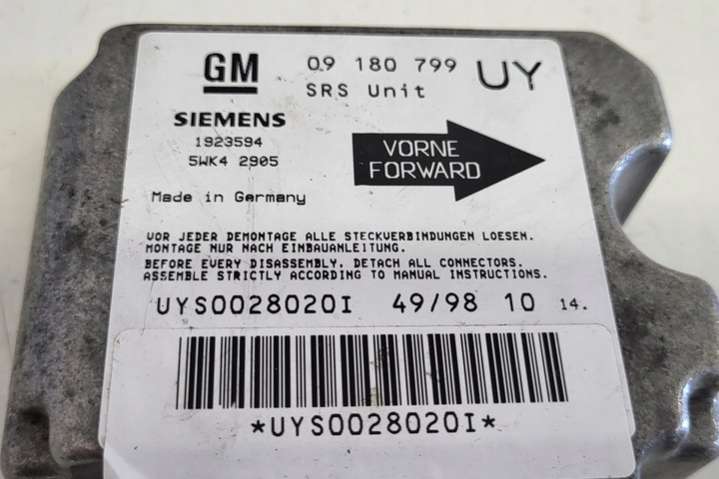 GM 09 180 799 UY
SRS Unit
SIEMENS
1923594
5WK4 2905
VORNE
FORWARD
Made in Germany
VOR JEDER DEMONTAGE ALLE STECKVERBINDUNGEN LOESEN.
MONTAGE NUR NACH EINBAUANLEITUNG.
BEFORE EVERY DISASSEMBLY, DETACH ALL CONNECTORS.
ASSEMBLE STRICTLY ACCORDING TO MANUAL INSTRUCTIONS.
UYS0028020I 49/98 10 14.
*UYS0028020I*